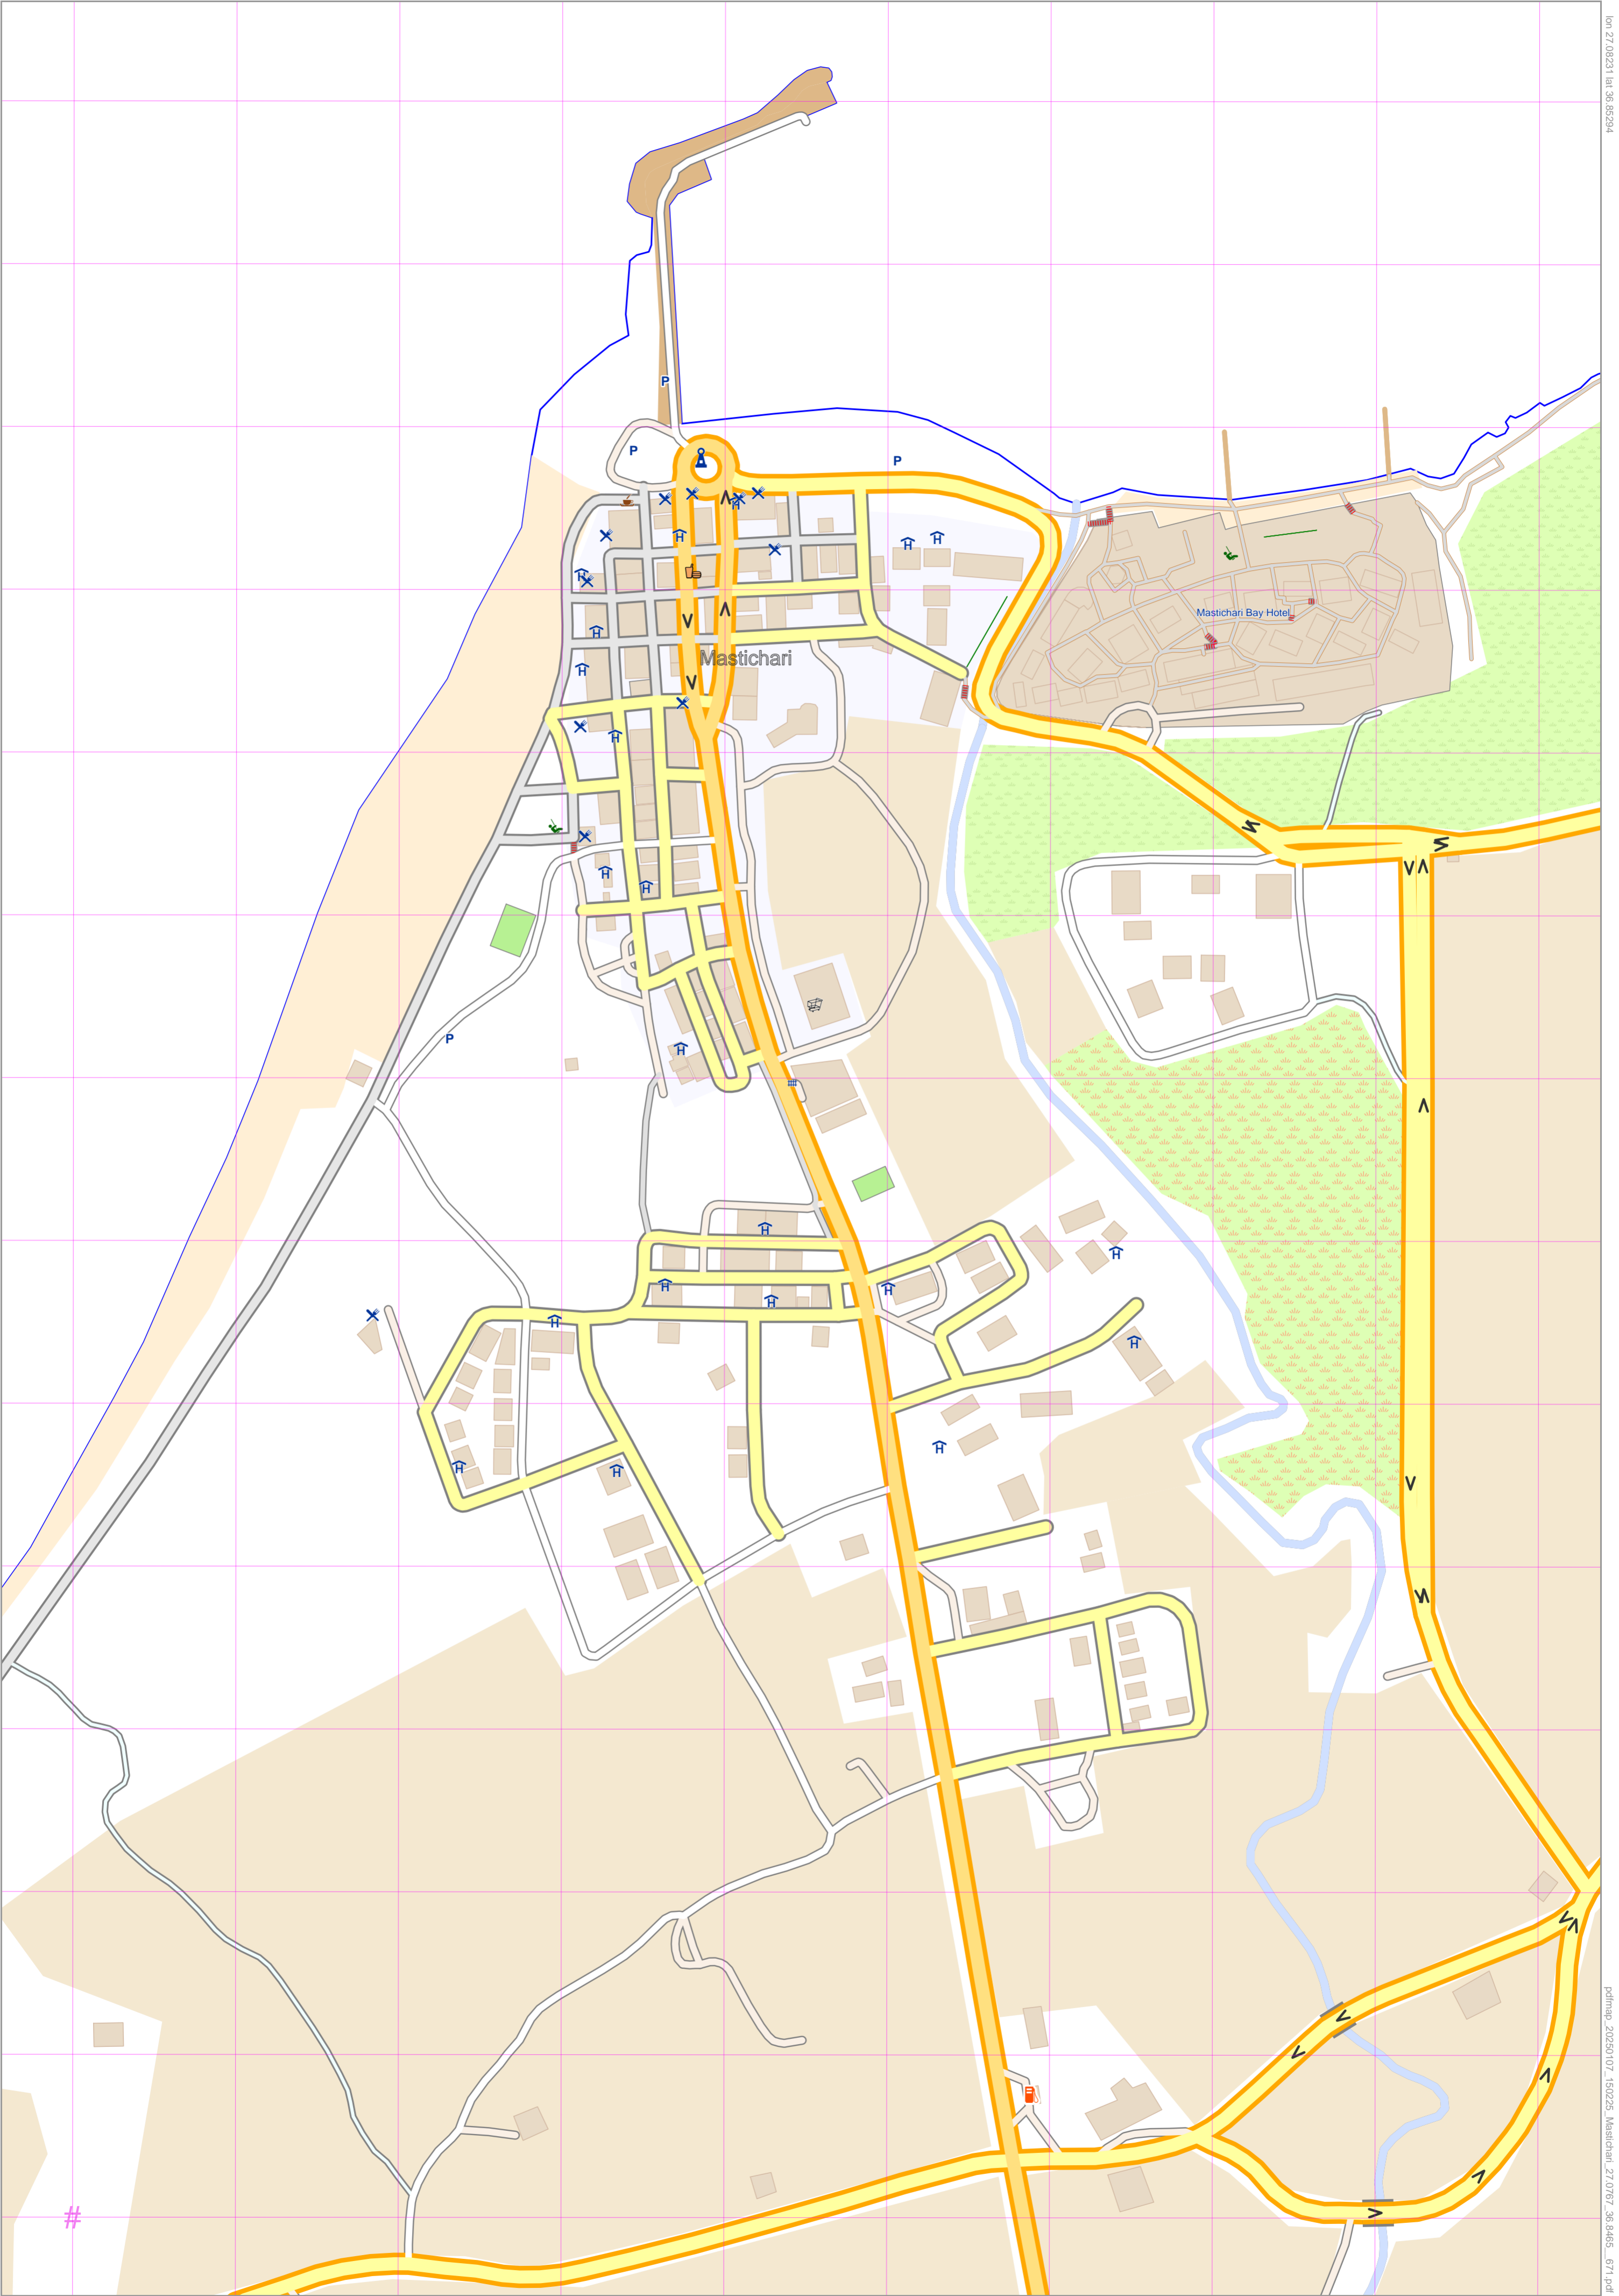 lon 27.08231 lat 36.85294
P
P
P
Mastichari Bay Hotel
Mastichari
P
#
pdfmap_20250107_150225_Mastichari_27.0767_36.8465_671.pdf